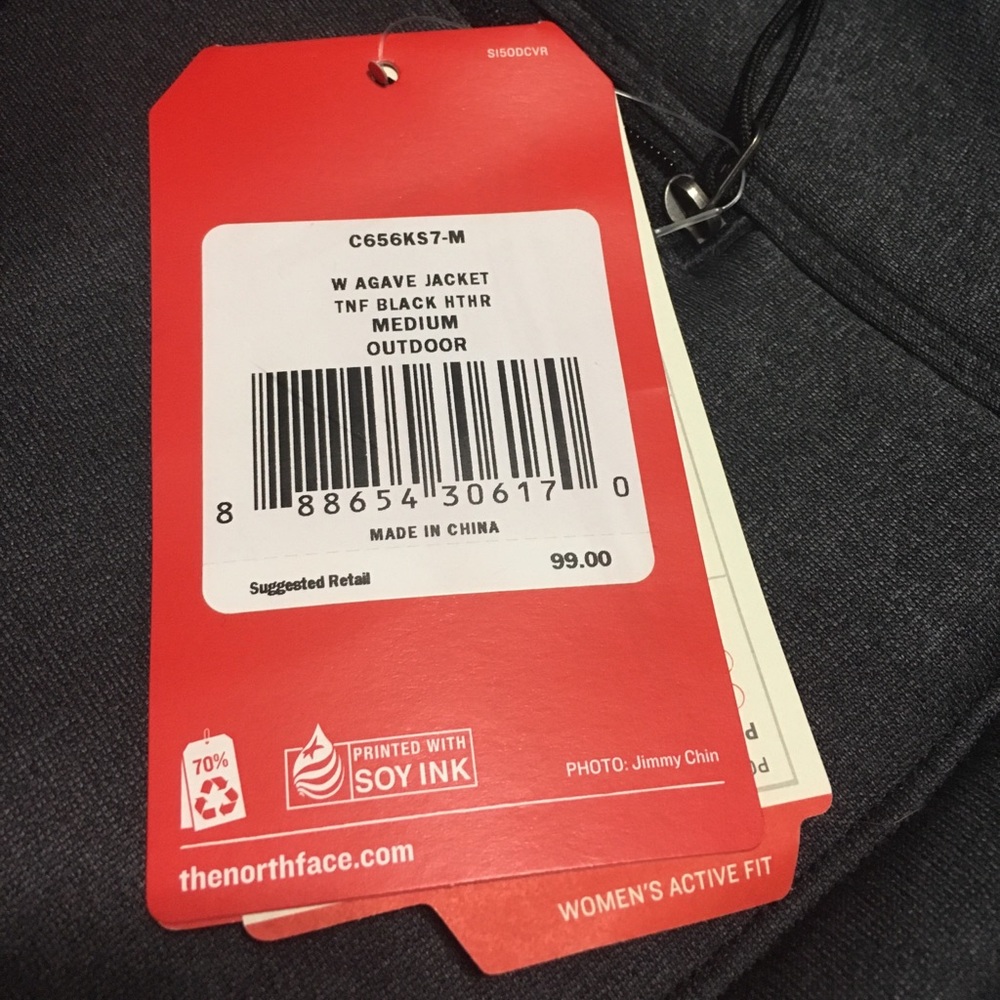 SI50DCVR
C656KS7-M
W AGAVE JACKET
TNF BLACK HTHR
MEDIUM
OUTDOOR
8 88654 30617 0
MADE IN CHINA
Suggested Retail 99.00
70%
PRINTED WITH
SOY INK
PHOTO: Jimmy Chin
thenorthface.com
WOMEN'S ACTIVE FIT